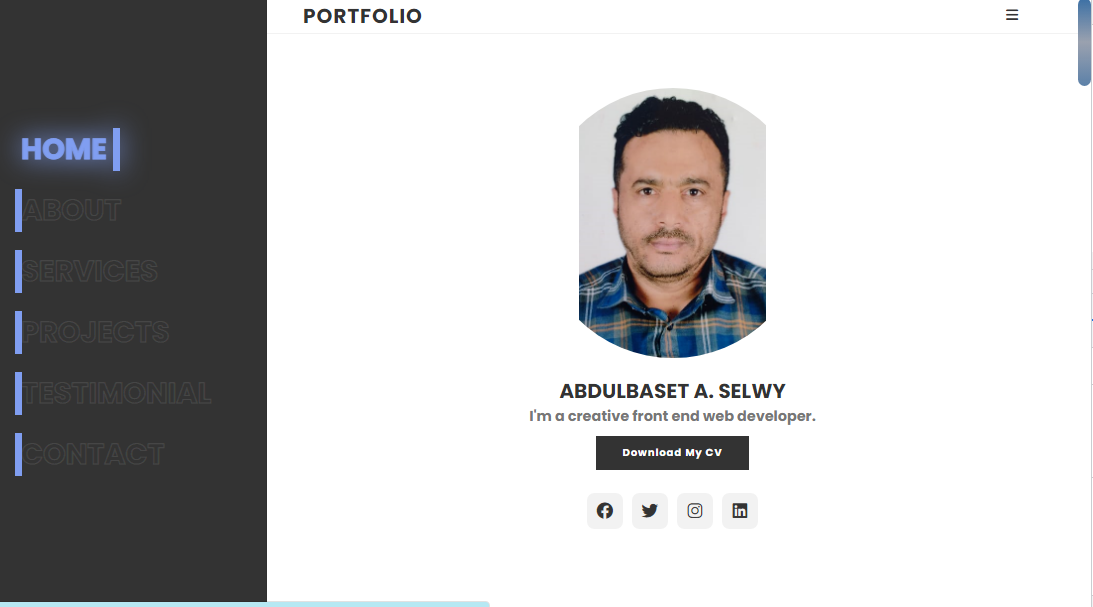 PORTFOLIO
HOME
ABOUT
SERVICES
PROJECTS
TESTIMONIAL
CONTACT
ABDULBASET A. SELWY
I'm a creative front end web developer.
Download My CV